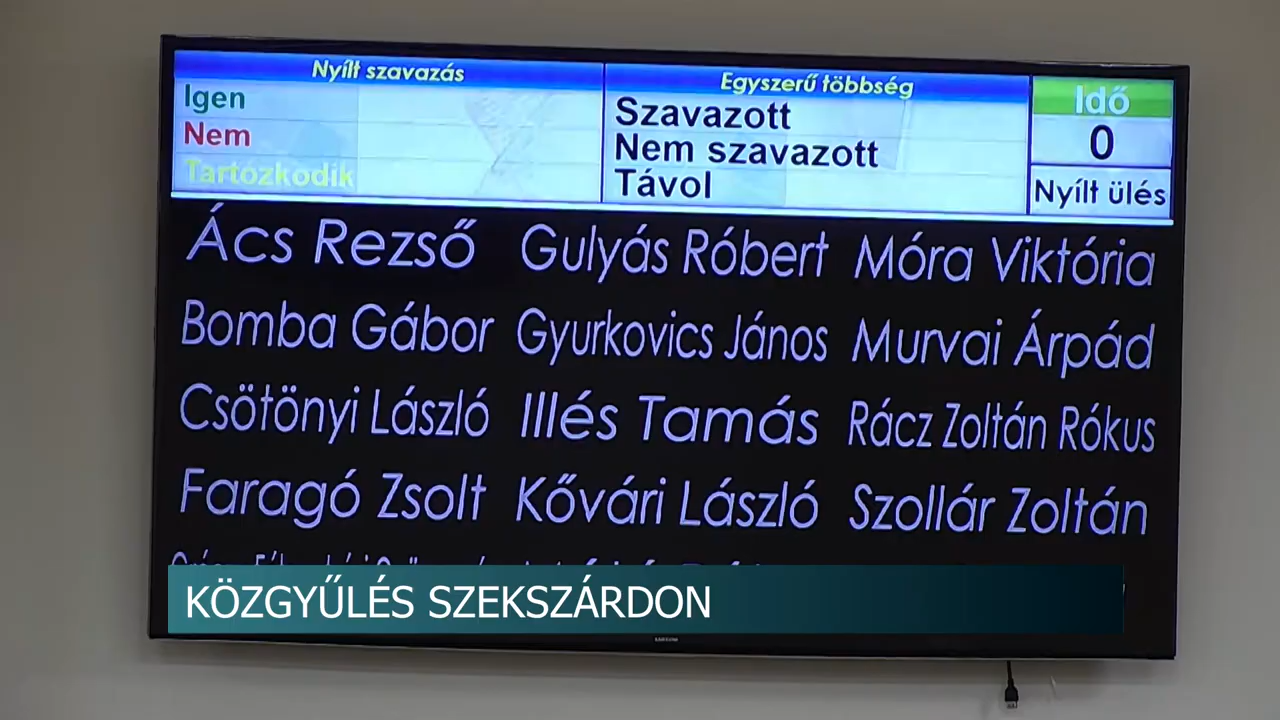 Nyílt szavazás
Igen
Nem
Tartózkodik
Egyszerű többség
Szavazott
Nem szavazott
Távol
Idő
0
Nyílt ülés
Ács Rezső Gulyás Róbert Móra Viktória
Bomba Gábor Gyurkovics János Murvai Árpád
Csötönyi László Illés Tamás Rácz Zoltán Rókus
Faragó Zsolt Kővári László Szollár Zoltán
KÖZGYŰLÉS SZEKSZÁRDON